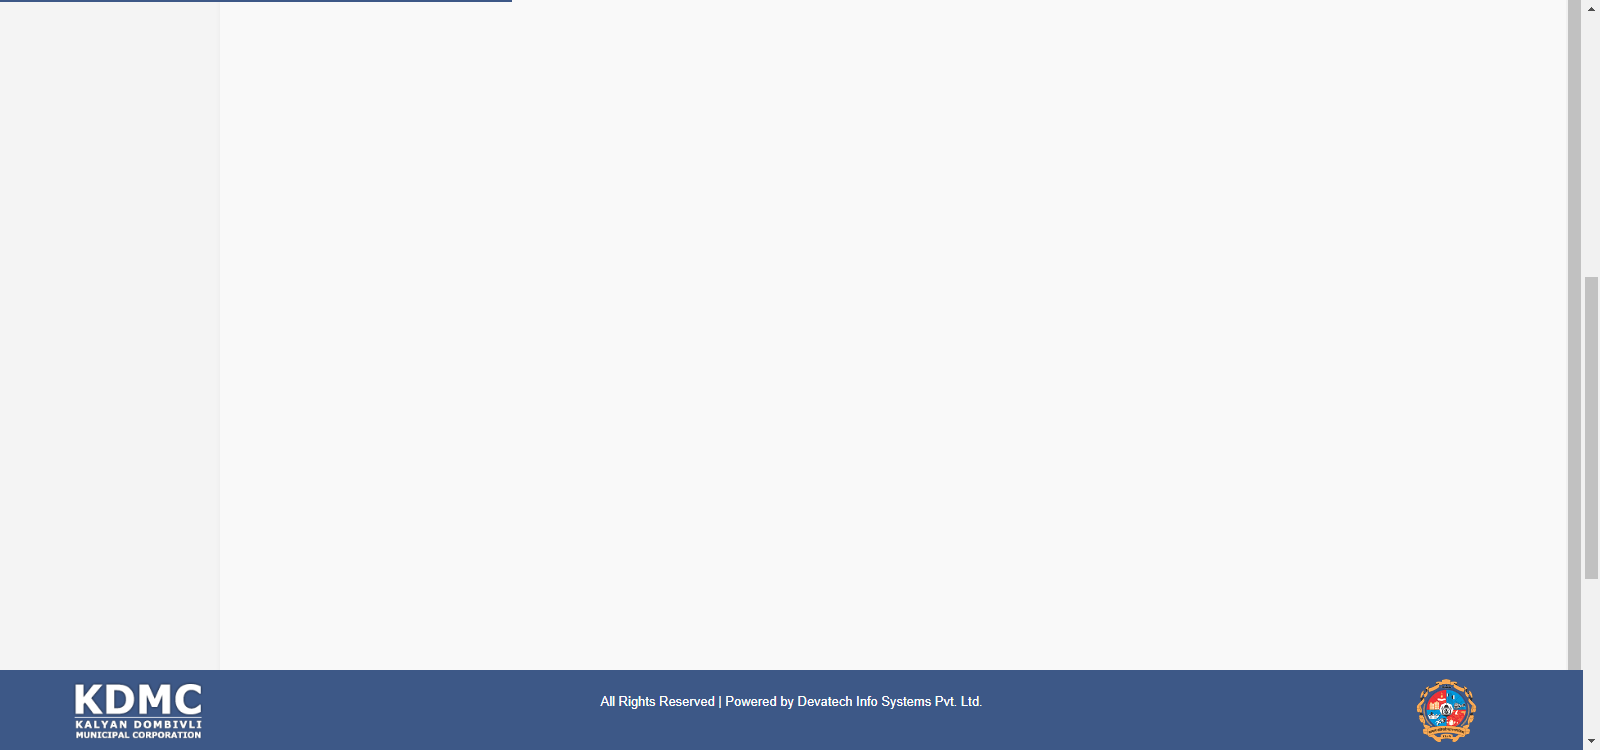 KDMC
KALYAN DOMBIVLI
MUNICIPAL CORPORATION
All Rights Reserved | Powered by Devatech Info Systems Pvt. Ltd.